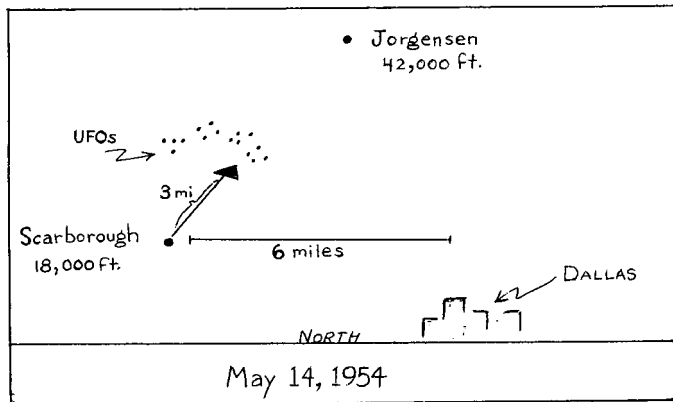 Jorgensen
42,000 ft.
UFOs
3 mi
Scarborough
18,000 ft.
6 miles
DALLAS
NORTH
May 14, 1954